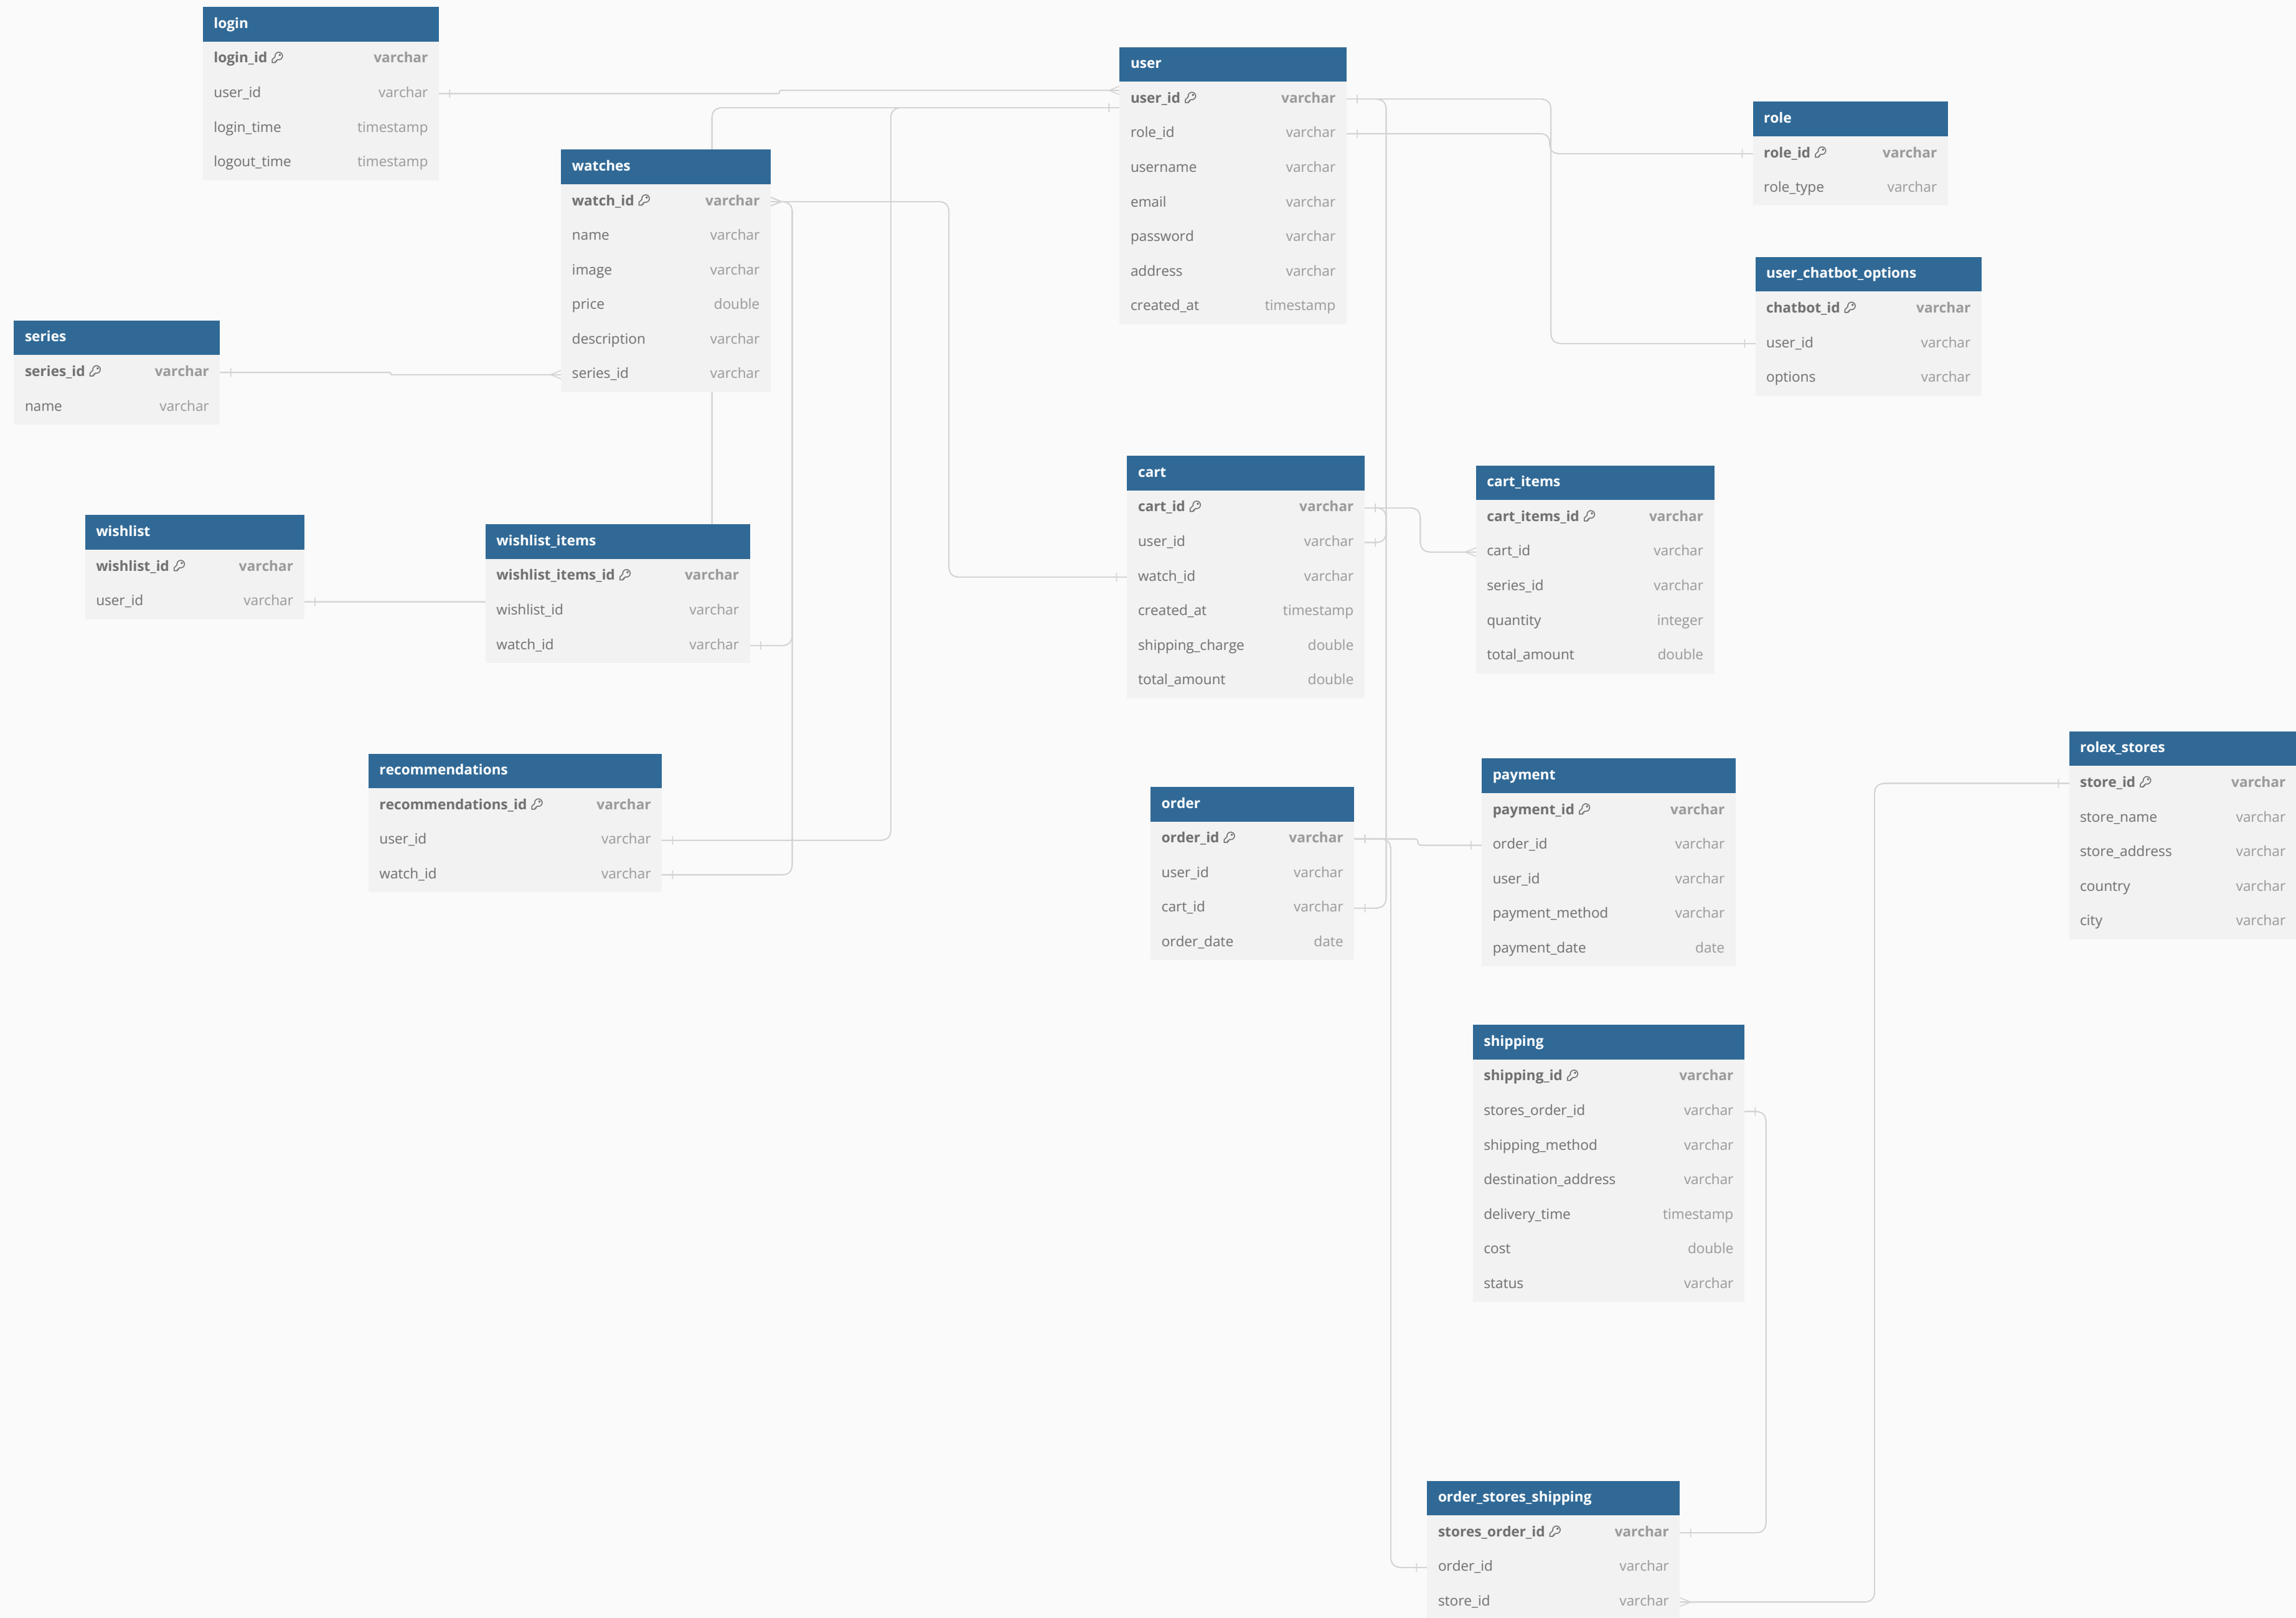 login
login_id varchar
user_id varchar
login_time timestamp
logout_time timestamp
user
user_id varchar
role_id varchar
username varchar
email varchar
password varchar
address varchar
created_at timestamp
role
role_id varchar
role_type varchar
watches
watch_id varchar
name varchar
image varchar
price double
description varchar
series_id varchar
user_chatbot_options
chatbot_id varchar
user_id varchar
options varchar
series
series_id varchar
name varchar
cart
cart_id varchar
user_id varchar
watch_id varchar
created_at timestamp
shipping_charge double
total_amount double
cart_items
cart_items_id varchar
cart_id varchar
series_id varchar
quantity integer
total_amount double
wishlist
wishlist_id varchar
user_id varchar
wishlist_items
wishlist_items_id varchar
wishlist_id varchar
watch_id varchar
recommendations
recommendations_id varchar
user_id varchar
watch_id varchar
order
order_id varchar
user_id varchar
cart_id varchar
order_date date
payment
payment_id varchar
order_id varchar
user_id varchar
payment_method varchar
payment_date date
rolex_stores
store_id varchar
store_name varchar
store_address varchar
country varchar
city varchar
shipping
shipping_id varchar
stores_order_id varchar
shipping_method varchar
destination_address varchar
delivery_time timestamp
cost double
status varchar
order_stores_shipping
stores_order_id varchar
order_id varchar
store_id varchar